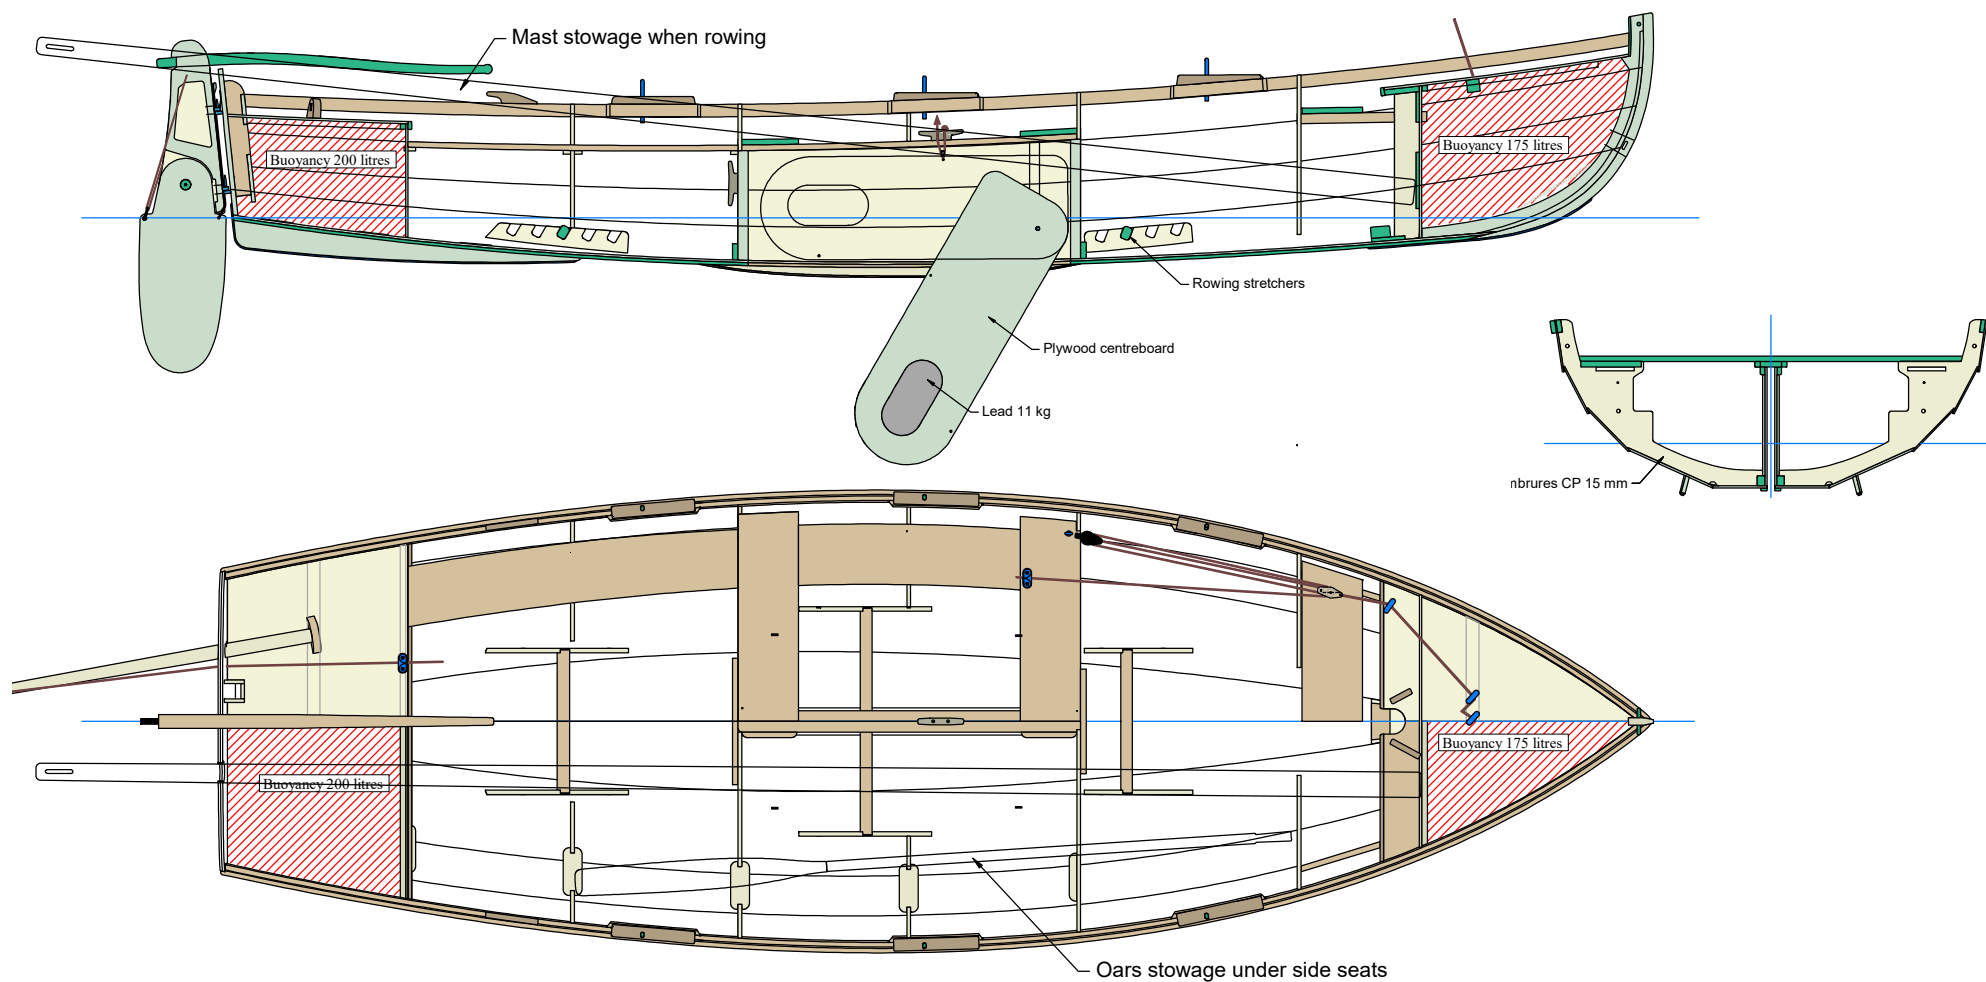 Mast stowage when rowing
Buoyancy 200 litres
Buoyancy 175 litres
Rowing stretchers
Plywood centreboard
Lead 11 kg
CP 15 mm
Buoyancy 175 litres
Buoyancy 200 litres
Oars stowage under side seats